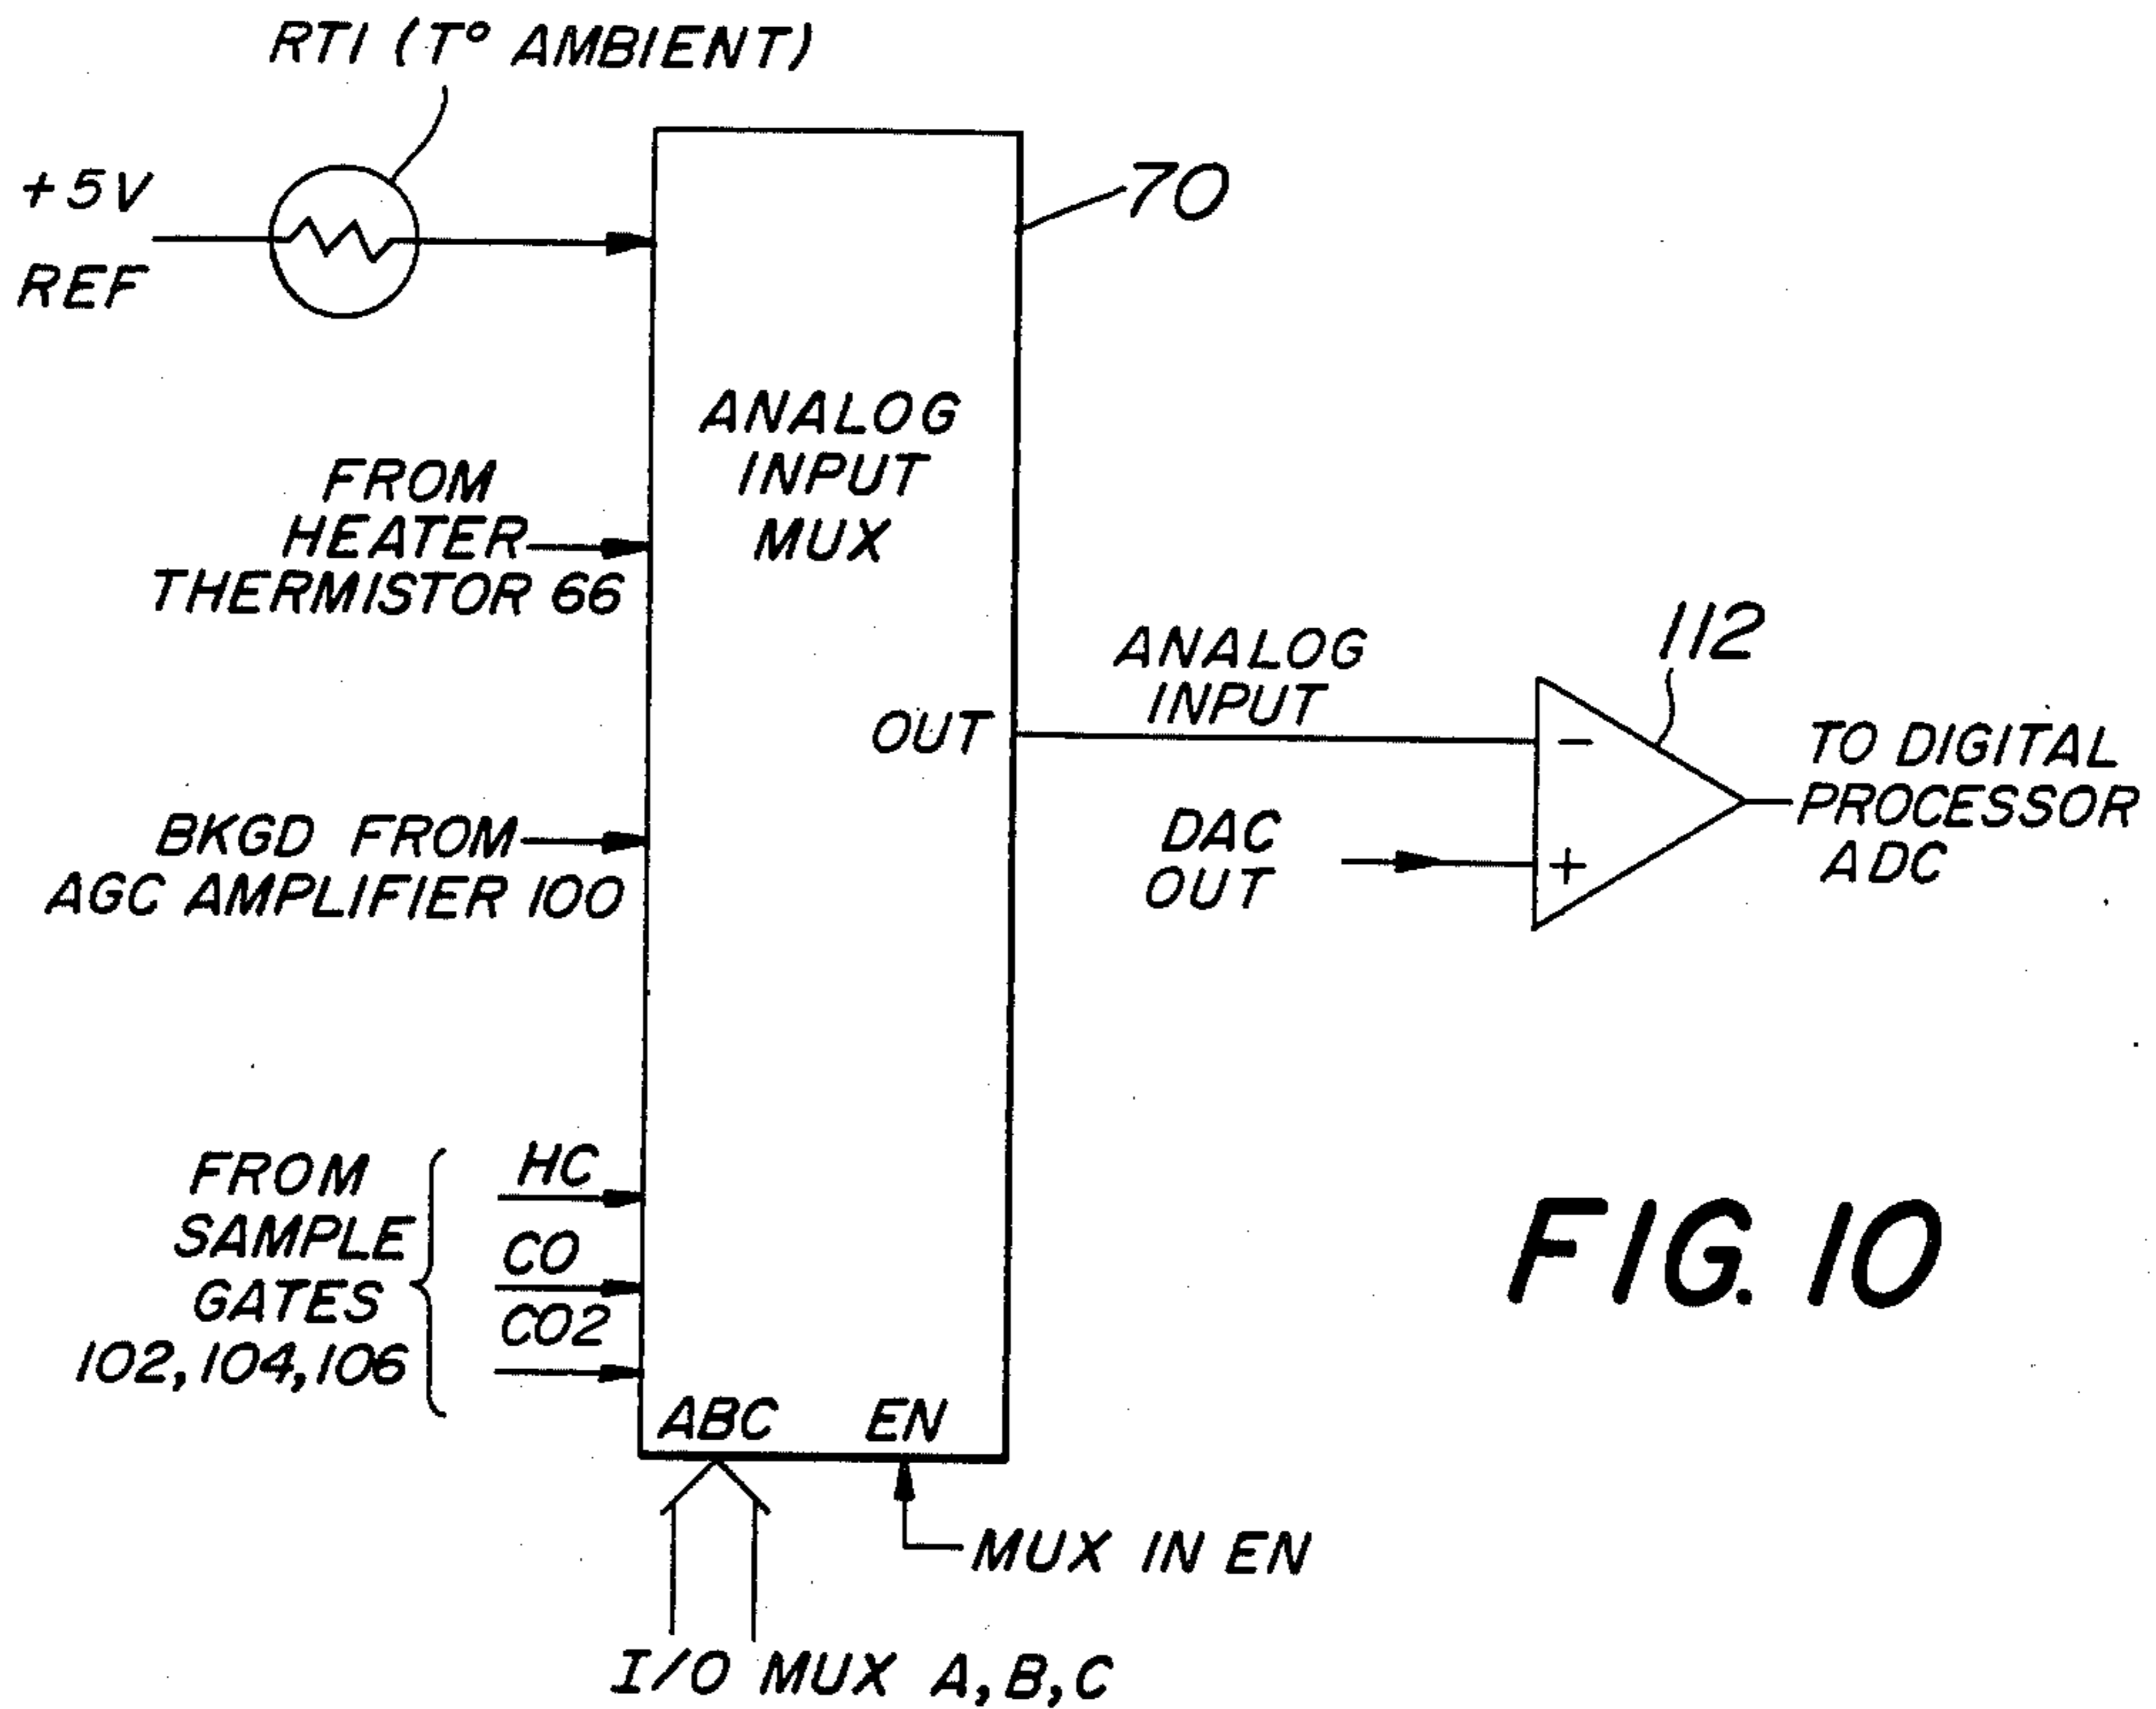 RT1 (T° AMBIENT)
+5V
REF
70
ANALOG
INPUT
MUX
FROM
HEATER
THERMISTOR 66
OUT
ANALOG
INPUT
112
-
+
TO DIGITAL
PROCESSOR
ADC
DAC
OUT
BKGD FROM
AGC AMPLIFIER 100
FROM
SAMPLE
GATES
102, 104, 106
HC
CO
CO2
ABC
EN
MUX IN EN
I/O MUX A, B, C
FIG. 10